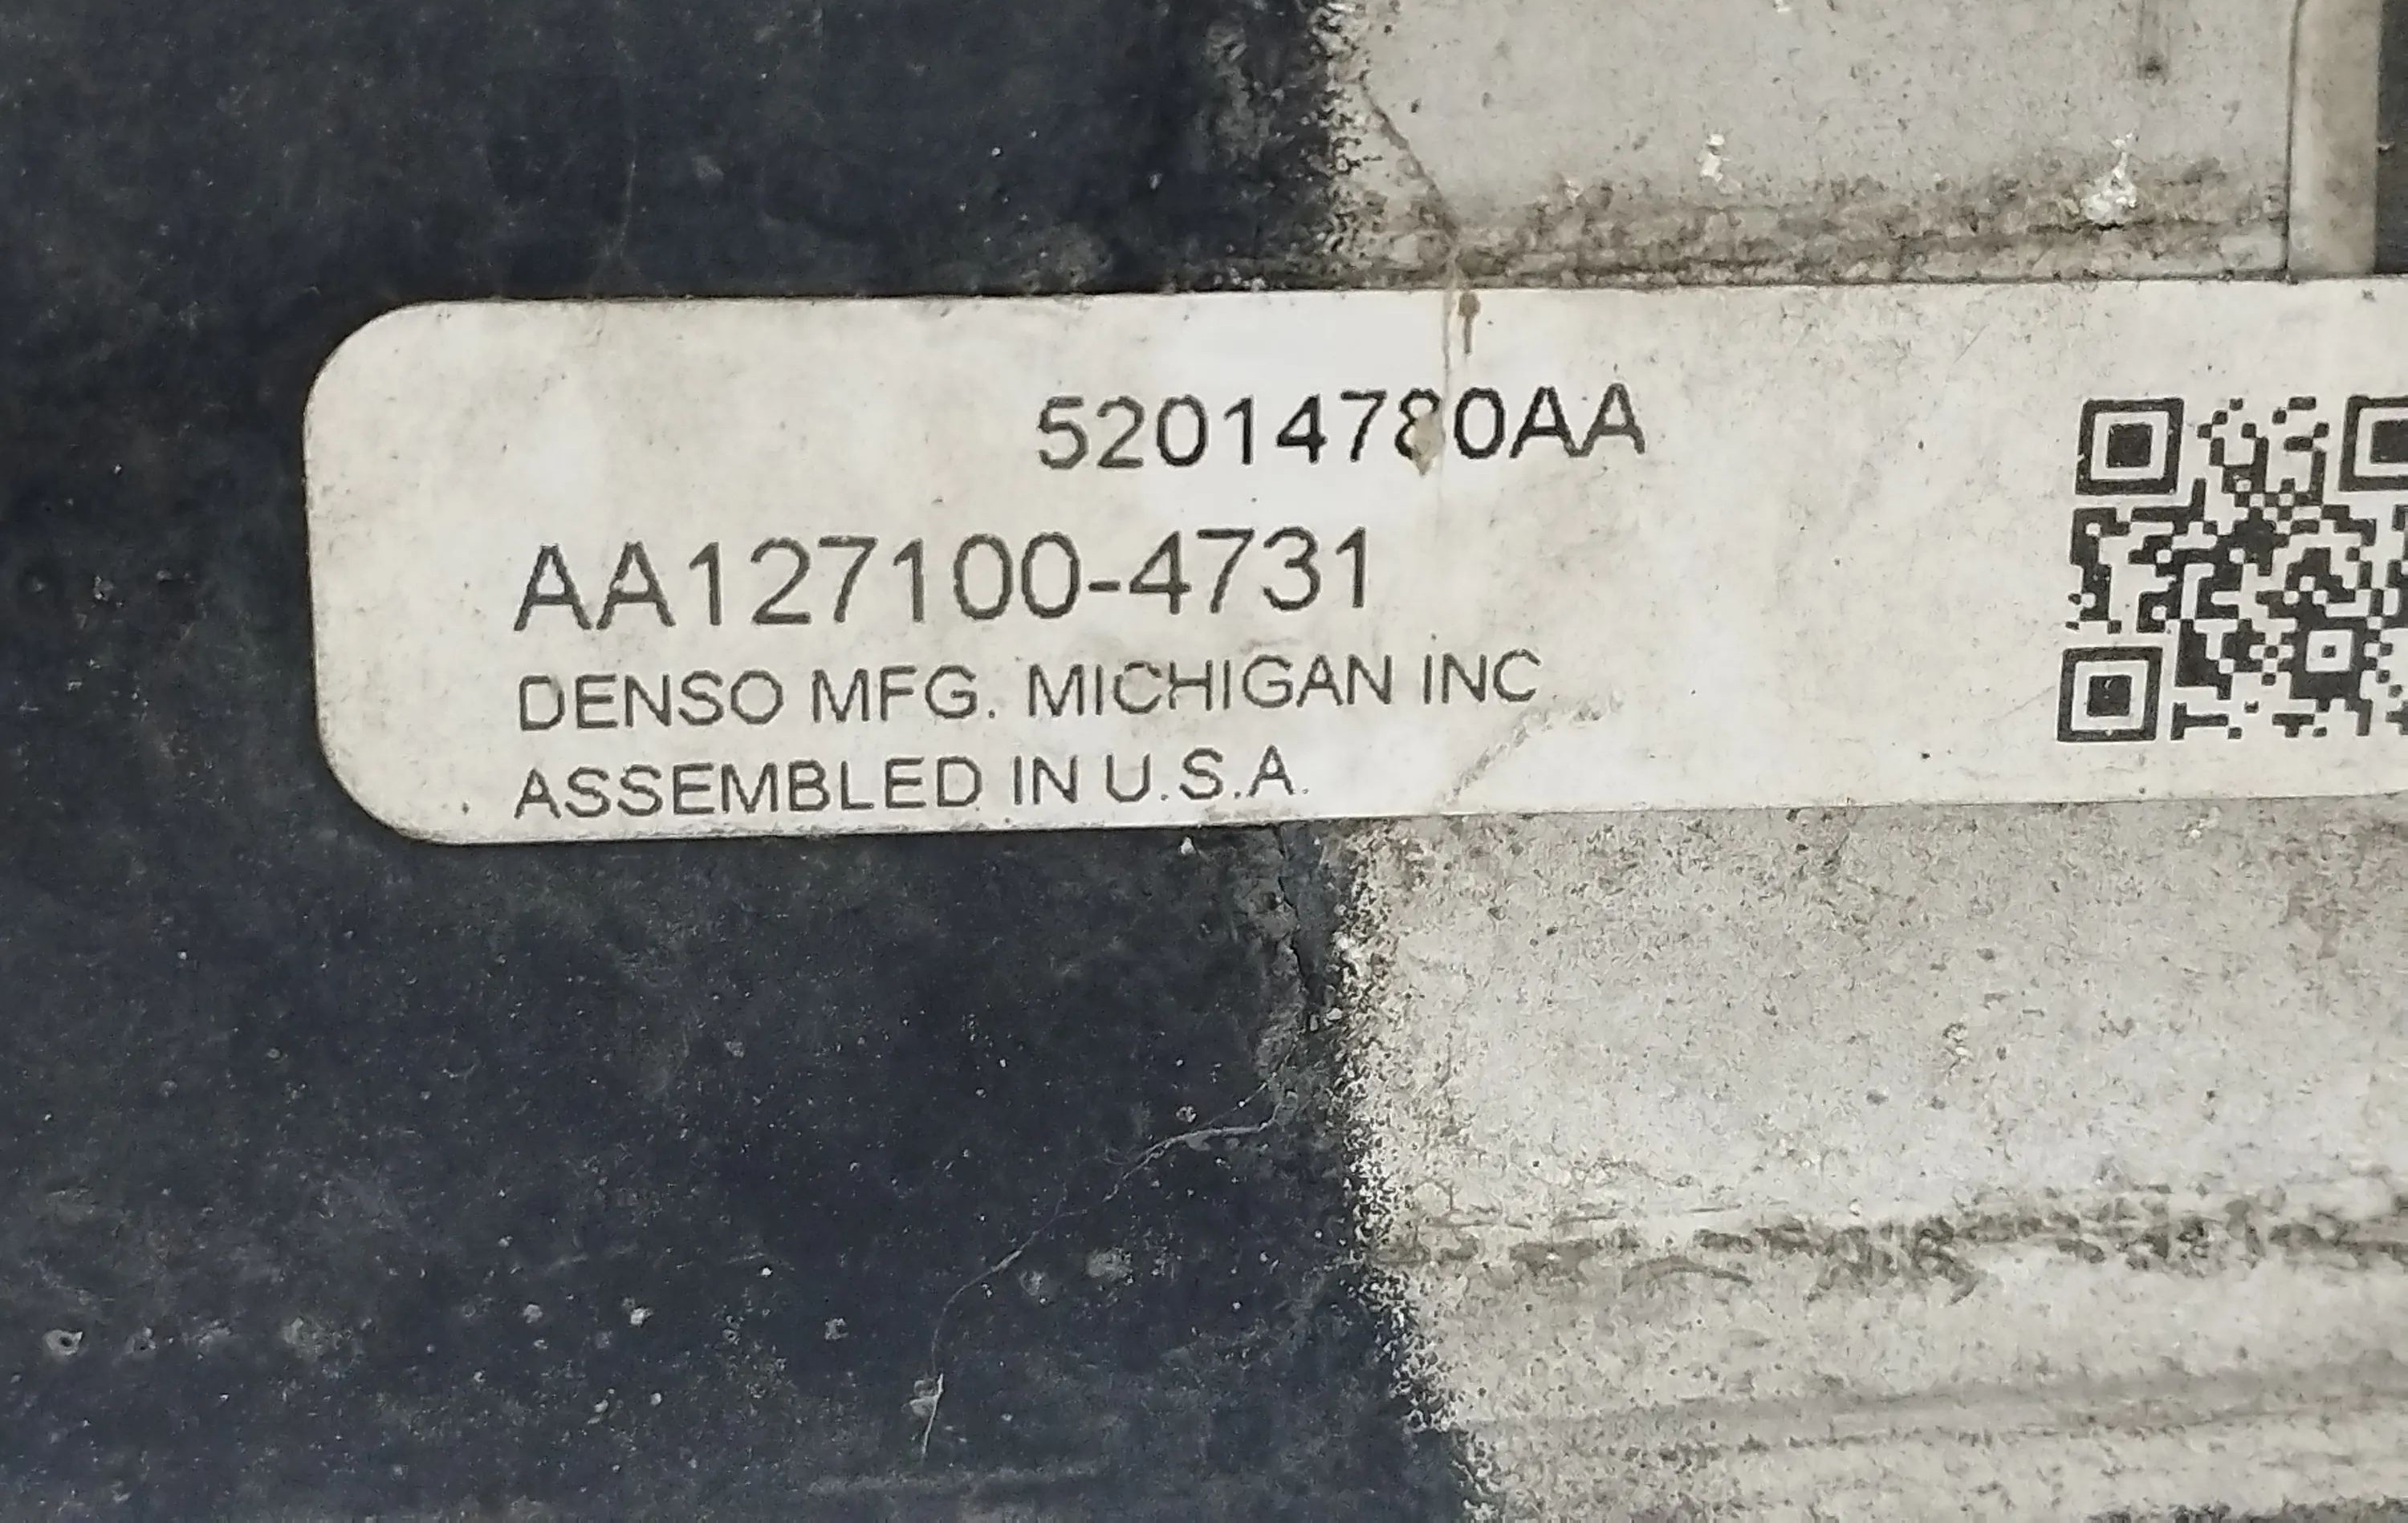 52014780AA
AA127100-4731
DENSO MFG. MICHIGAN INC
ASSEMBLED IN U.S.A.